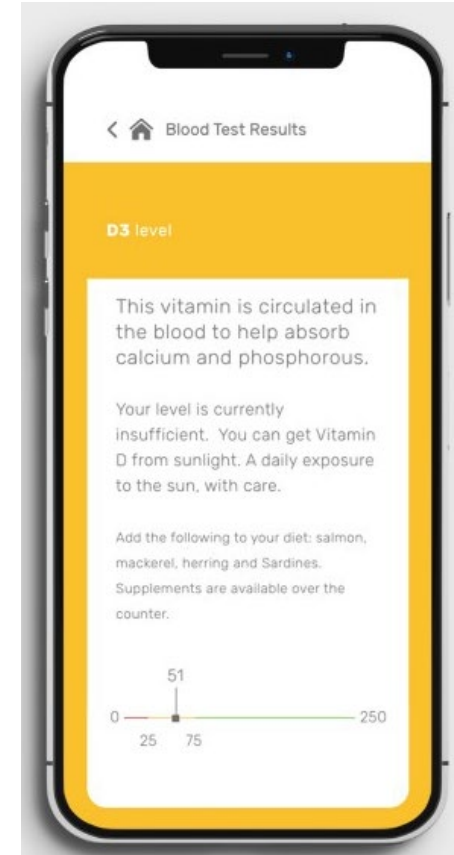 Blood Test Results
D3 level
This vitamin is circulated in
the blood to help absorb
calcium and phosphorous.
Your level is currently
insufficient. You can get Vitamin
D from sunlight. A daily exposure
to the sun, with care.
Add the following to your diet: salmon,
mackerel, herring and Sardines.
Supplements are available over the
counter.
51
0 250
25 75